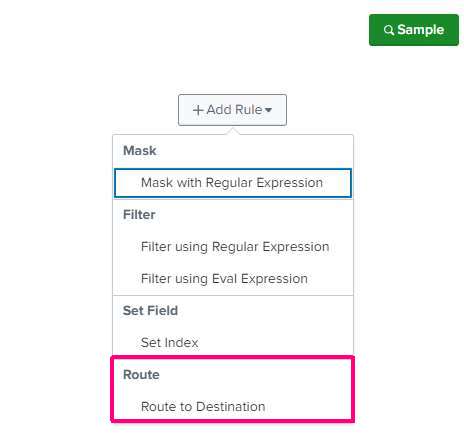 Sample
+ Add Rule
Mask
Mask with Regular Expression
Filter
Filter using Regular Expression
Filter using Eval Expression
Set Field
Set Index
Route
Route to Destination